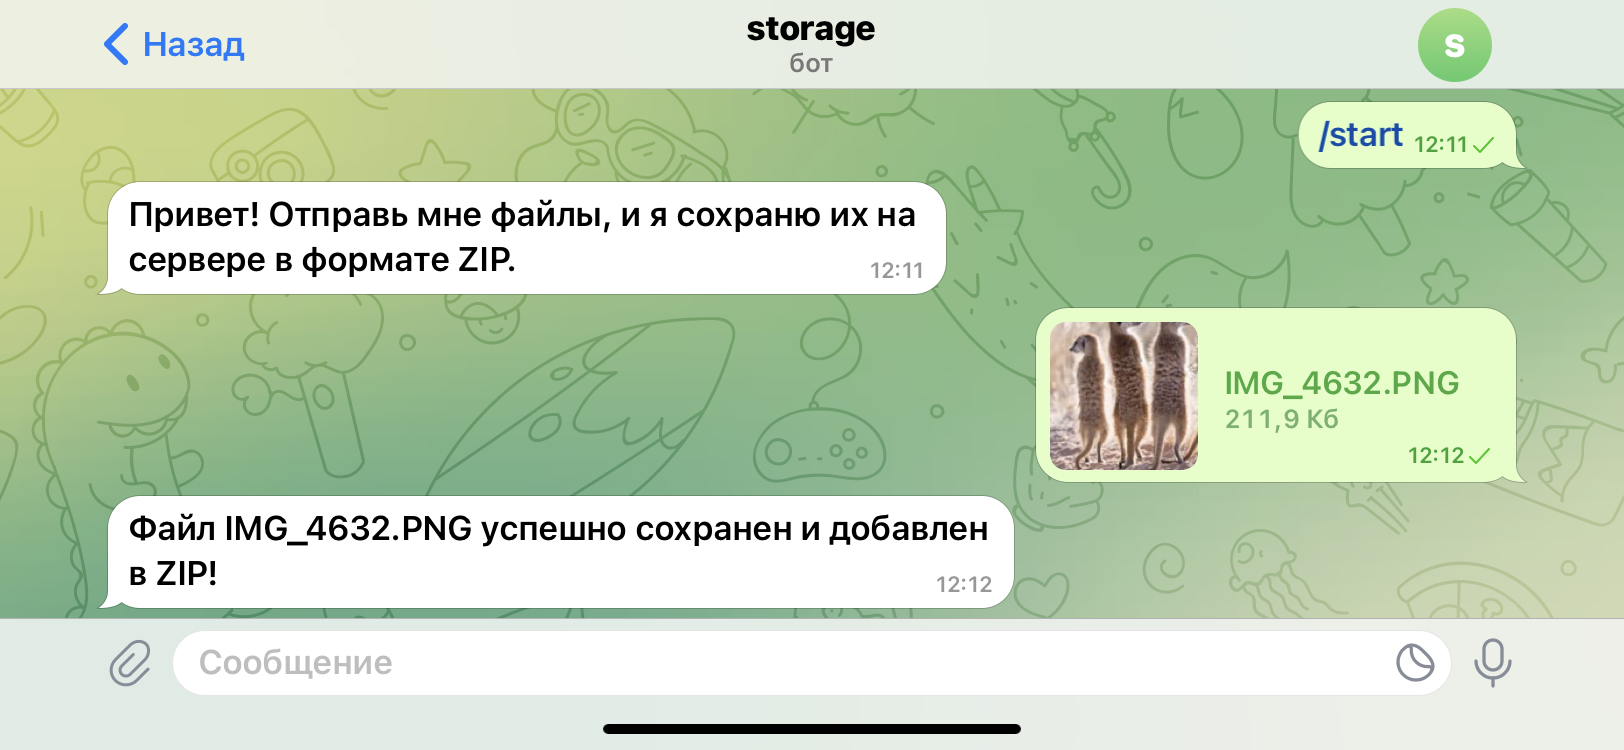 Назад
storage
бот
S
/start 12:11
Привет! Отправь мне файлы, и я сохраню их на
сервере в формате ZIP.
12:11
IMG_4632.PNG
211,9 Кб
12:12
Файл IMG_4632.PNG успешно сохранен и добавлен
в ZIP!
12:12
Сообщение